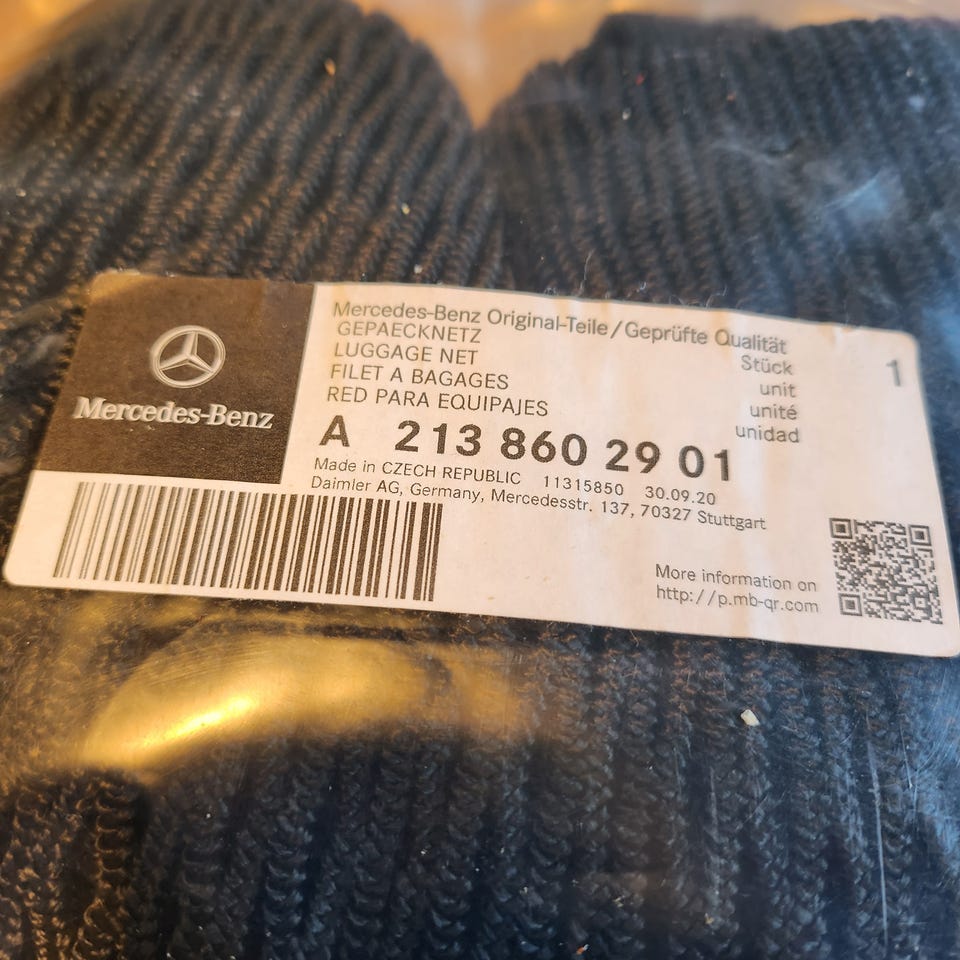 Mercedes-Benz
Mercedes-Benz Original-Teile/Geprüfte Qualität
GEPAECKNETZ
LUGGAGE NET
FILET A BAGAGES
RED PARA EQUIPAJES
Stück
unit
unité
unidad
1
A 213 860 29 01
Made in CZECH REPUBLIC 11315850 30.09.20
Daimler AG, Germany, Mercedesstr. 137, 70327 Stuttgart
More information on
http://p.mb-qr.com